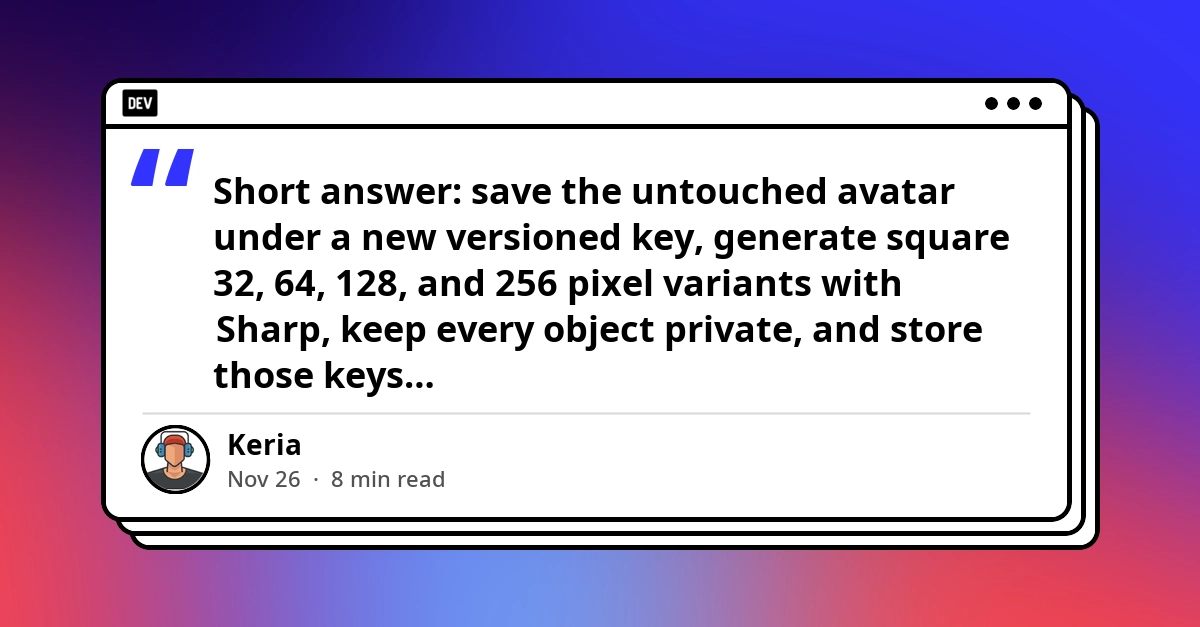 DEV
Short answer: save the untouched avatar
under a new versioned key, generate square
32, 64, 128, and 256 pixel variants with
Sharp, keep every object private, and store
those keys...
Keria
Nov 26 · 8 min read